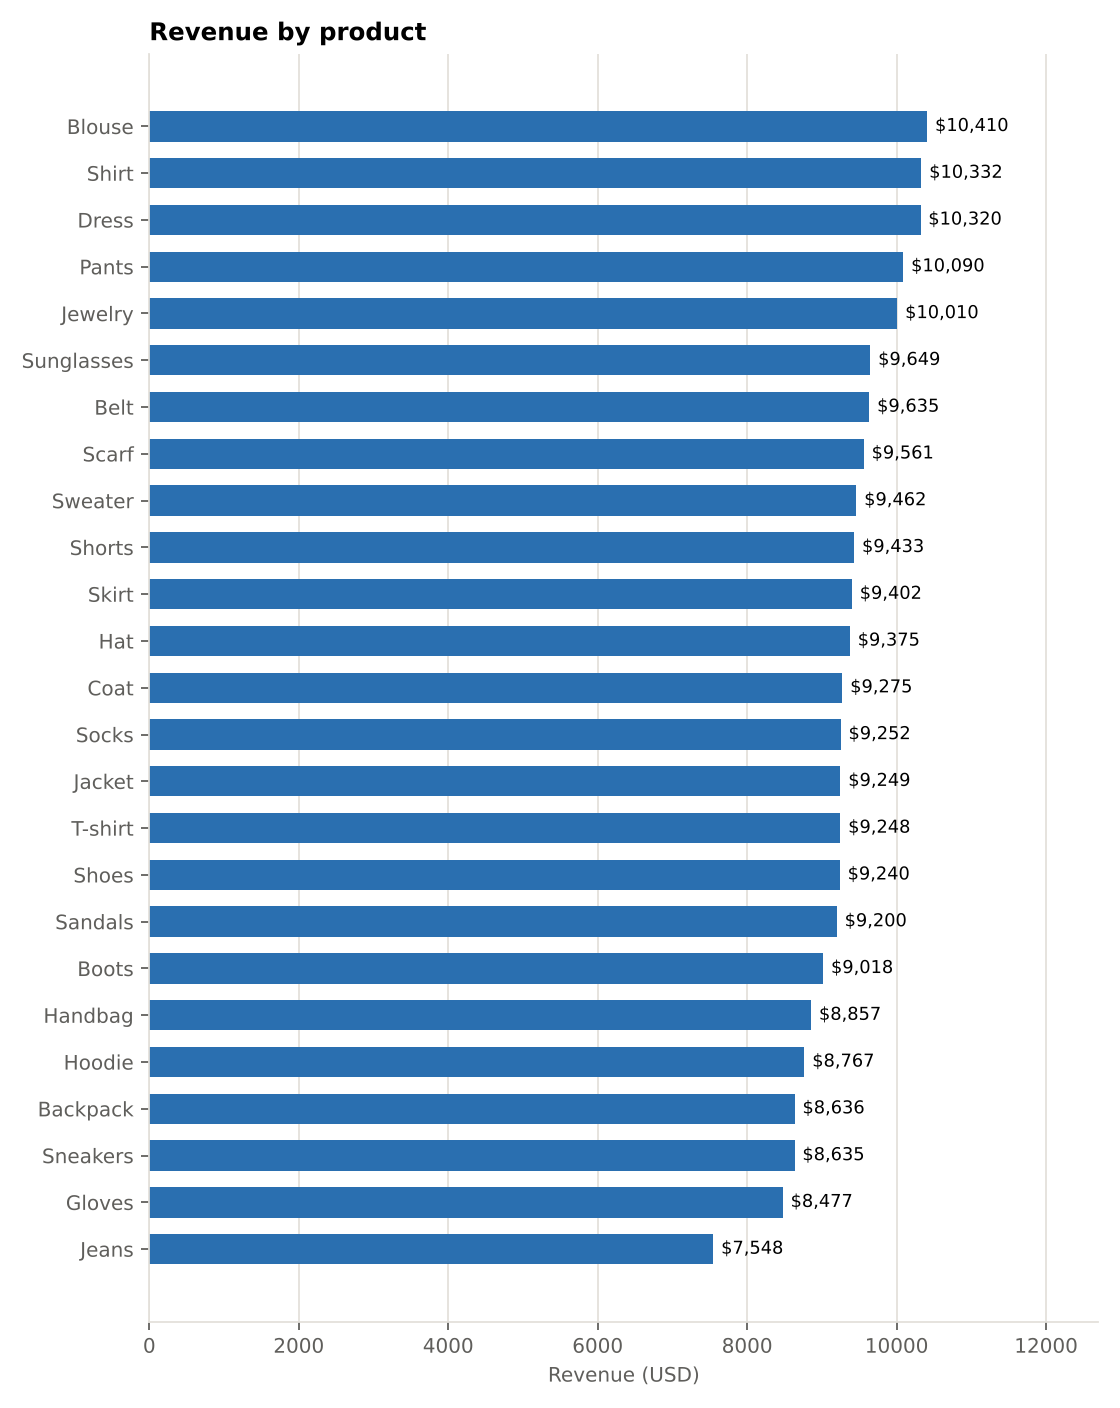 Revenue by product
Blouse $10,410
Shirt $10,332
Dress $10,320
Pants $10,090
Jewelry $10,010
Sunglasses $9,649
Belt $9,635
Scarf $9,561
Sweater $9,462
Shorts $9,433
Skirt $9,402
Hat $9,375
Coat $9,275
Socks $9,252
Jacket $9,249
T-shirt $9,248
Shoes $9,240
Sandals $9,200
Boots $9,018
Handbag $8,857
Hoodie $8,767
Backpack $8,636
Sneakers $8,635
Gloves $8,477
Jeans $7,548
0 2000 4000 6000 8000 10000 12000
Revenue (USD)